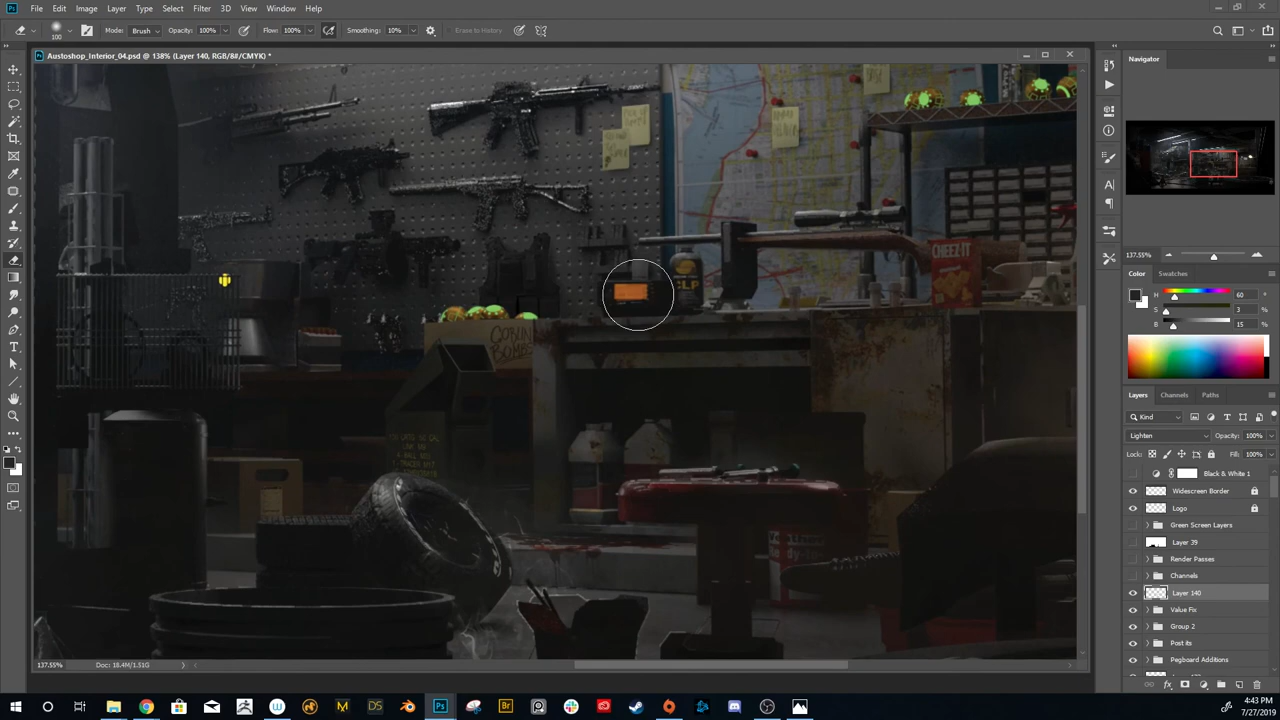 File Edit Image Layer Type Select Filter 3D View Window Help
100 Mode: Brush Opacity: 100% Flow: 100% Smoothing: 10% Erase to History
Austoshop_Interior_04.psd @ 138% (Layer 140, RGB/8#/CMYK) *
Navigator
137.55%
Color Swatches
H 60 °
S 3 %
B 15 %
Layers Channels Paths
Kind
Lighten Opacity: 100%
Lock: Fill: 100%
Black & White 1
Widescreen Border
Logo
Green Screen Layers
Layer 39
Render Passes
Channels
Layer 140
Value Fix
Group 2
Post its
Pegboard Additions
CHEEZ-IT
CLP
GOBLIN
BOMBS
137.55% Doc: 18.4M/1.51G
4:43 PM
7/27/2019